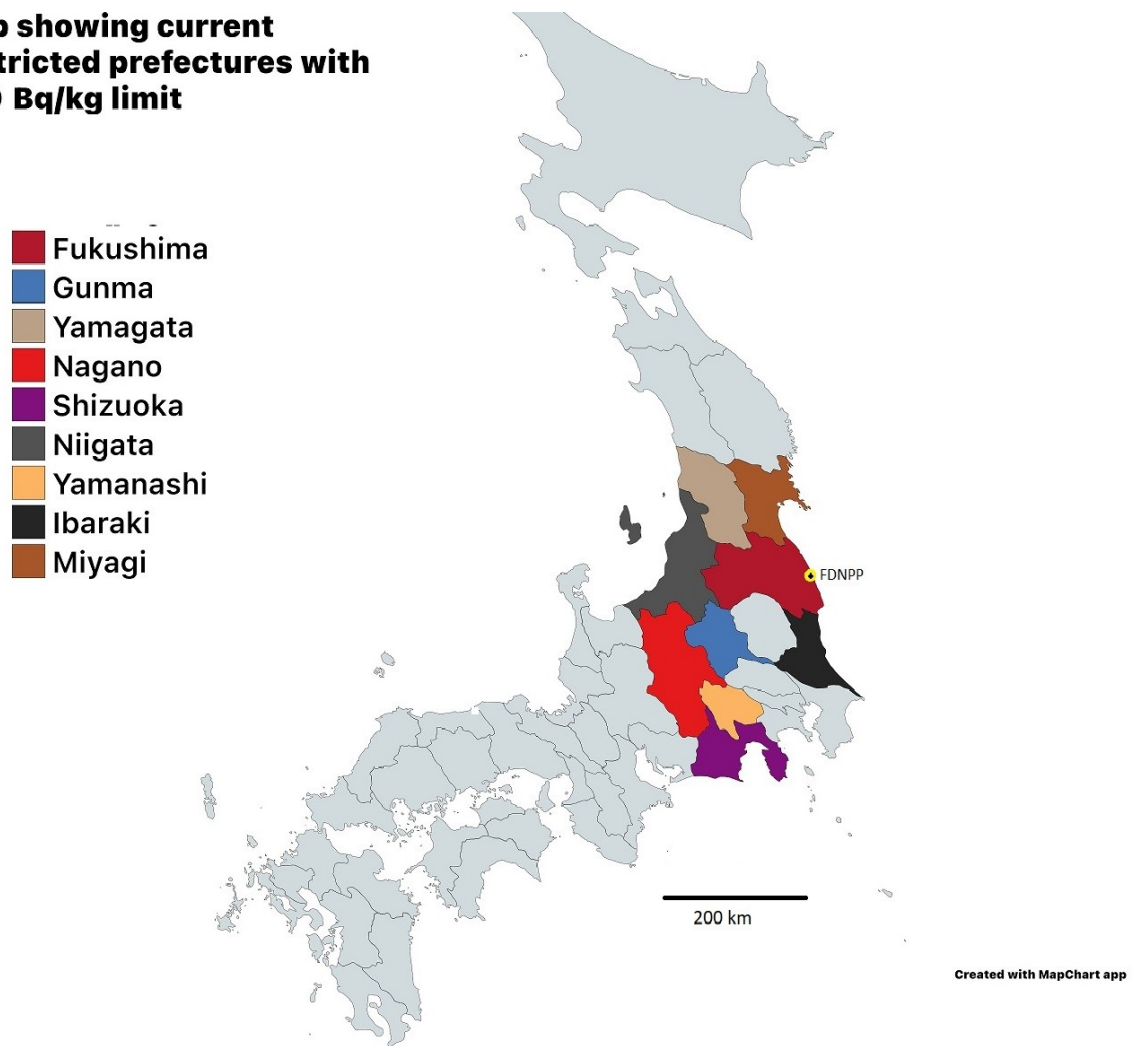 showing current
tricted prefectures with
Bq/kg limit
Fukushima
Gunma
Yamagata
Nagano
Shizuoka
Niigata
Yamanashi
Ibaraki
Miyagi
FDNPP
200 km
Created with MapChart app